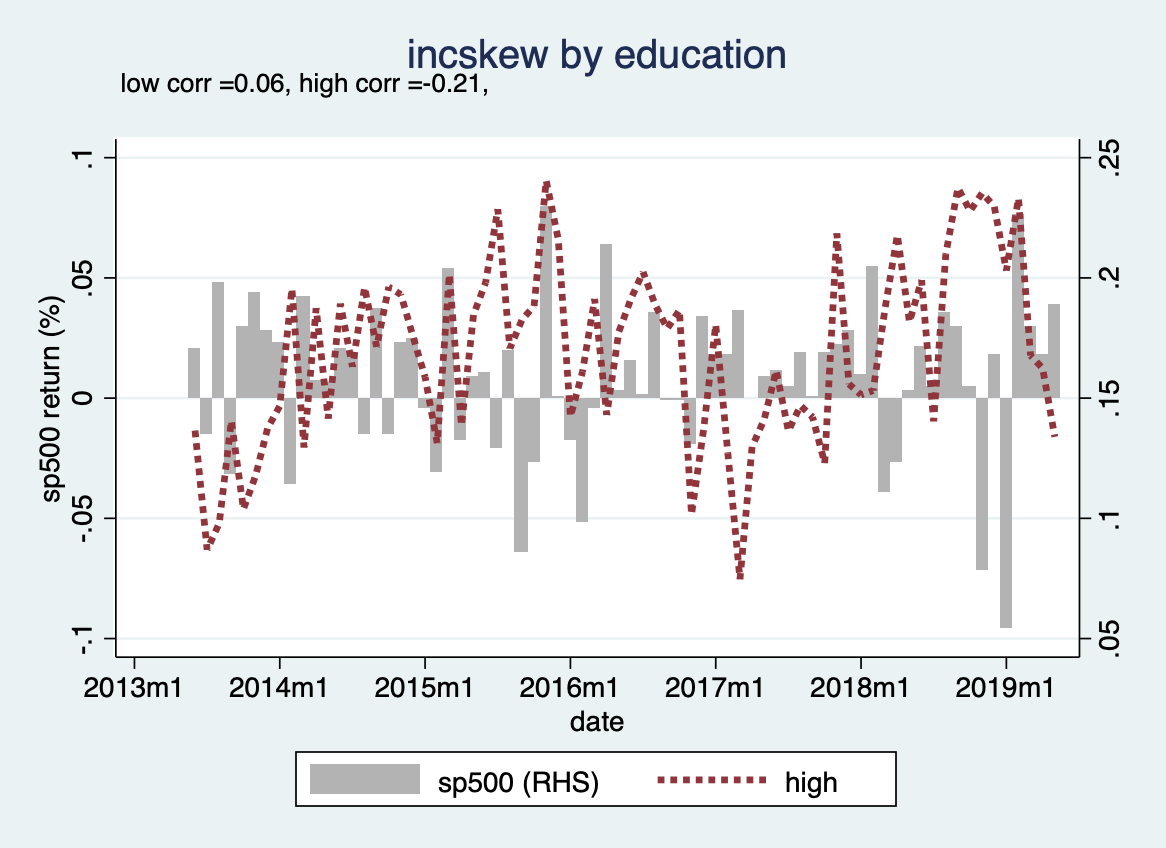 incskew by education
low corr =0.06, high corr =-0.21,
.1
.05
0
-.05
-.1
sp500 return (%)
.25
.2
.15
.1
.05
2013m1 2014m1 2015m1 2016m1 2017m1 2018m1 2019m1
date
sp500 (RHS) high